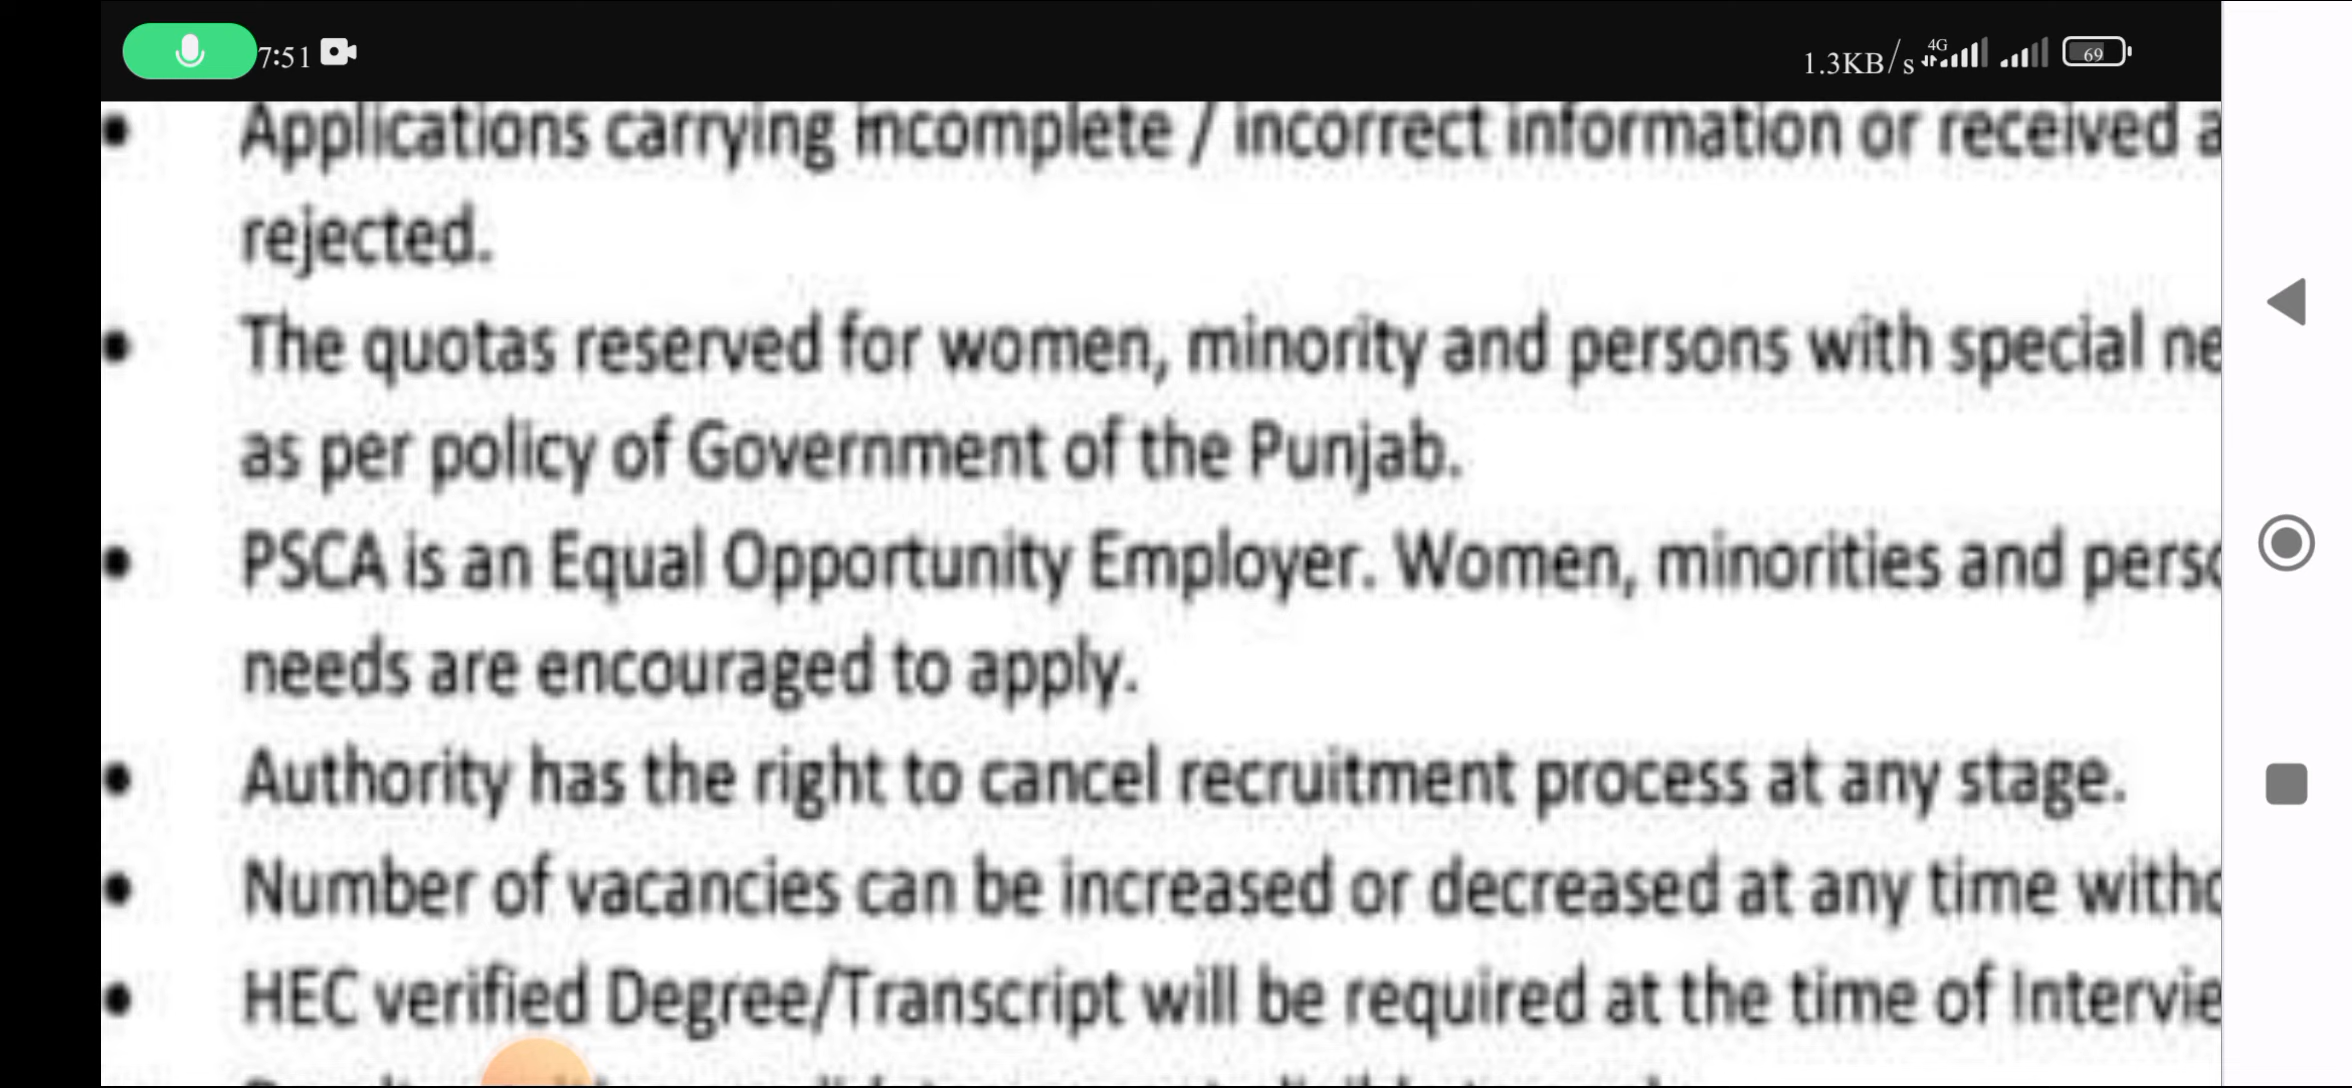 7:51
1.3KB/s 4G 69
• Applications carrying incomplete / incorrect information or received
rejected.
• The quotas reserved for women, minority and persons with special
as per policy of Government of the Punjab.
• PSCA is an Equal Opportunity Employer. Women, minorities and
needs are encouraged to apply.
• Authority has the right to cancel recruitment process at any stage.
• Number of vacancies can be increased or decreased at any time
• HEC verified Degree/Transcript will be required at the time of